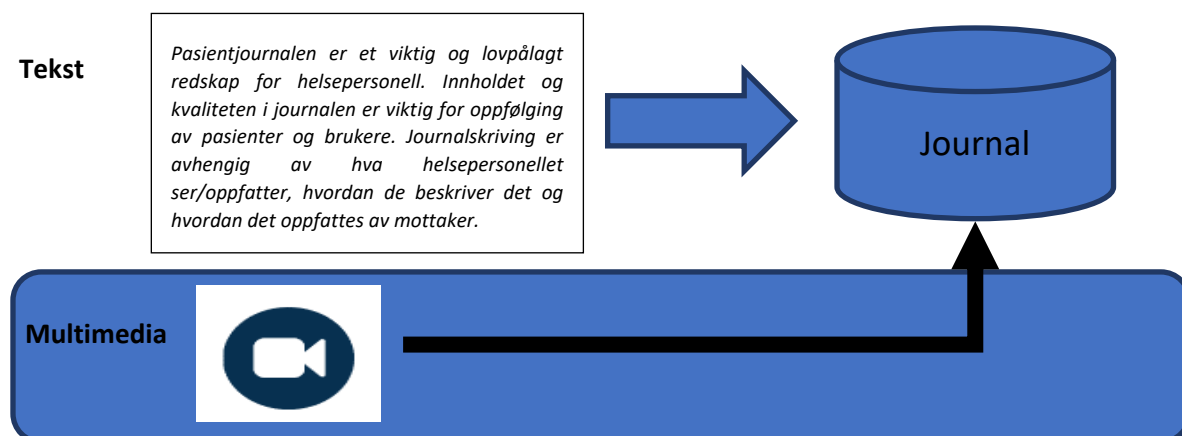 Tekst
Pasientjournalen er et viktig og lovpålagt
redskap for helsepersonell. Innholdet og
kvaliteten i journalen er viktig for oppfølging
av pasienter og brukere. Journalskriving er
avhengig av hva helsepersonellet
ser/oppfatter, hvordan de beskriver det og
hvordan det oppfattes av mottaker.
Journal
Multimedia